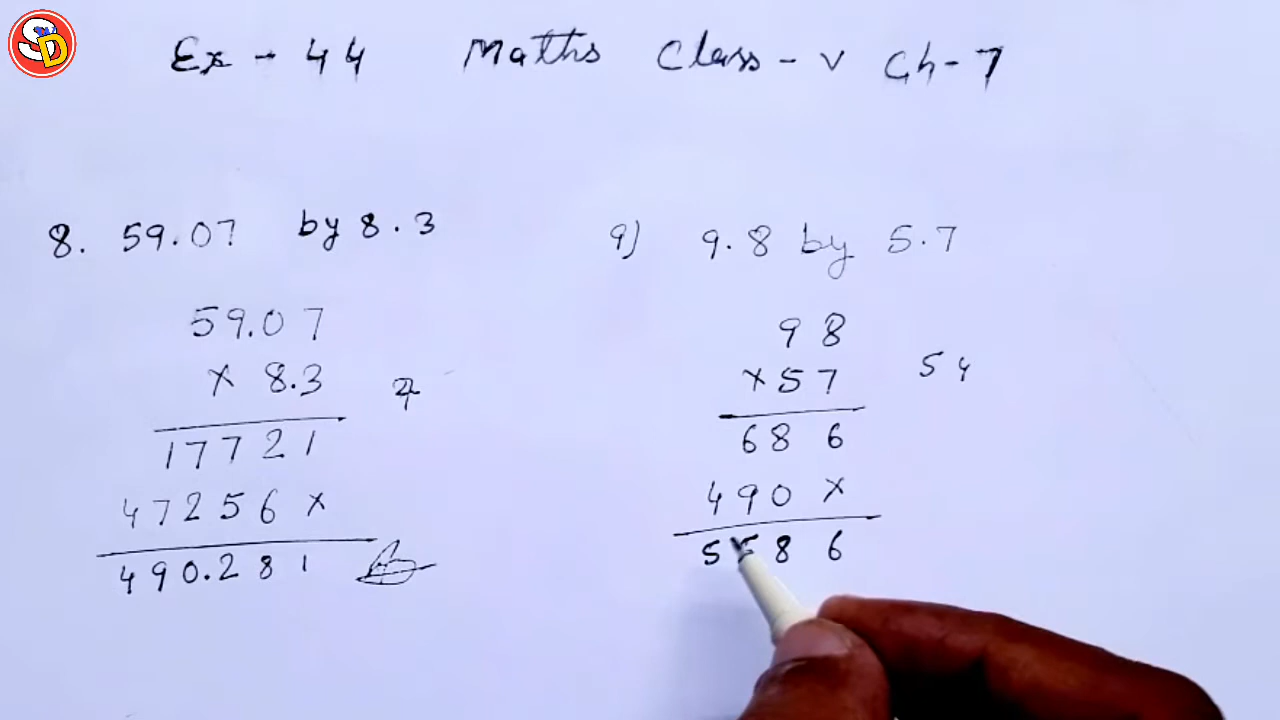 SD
Ex - 44 Maths Class - V Ch - 7
8. 59.07 by 8.3
59.07
× 8.3
17721
47256×
490.281
9) 9.8 by 5.7
98
×57
54
686
490×
5586